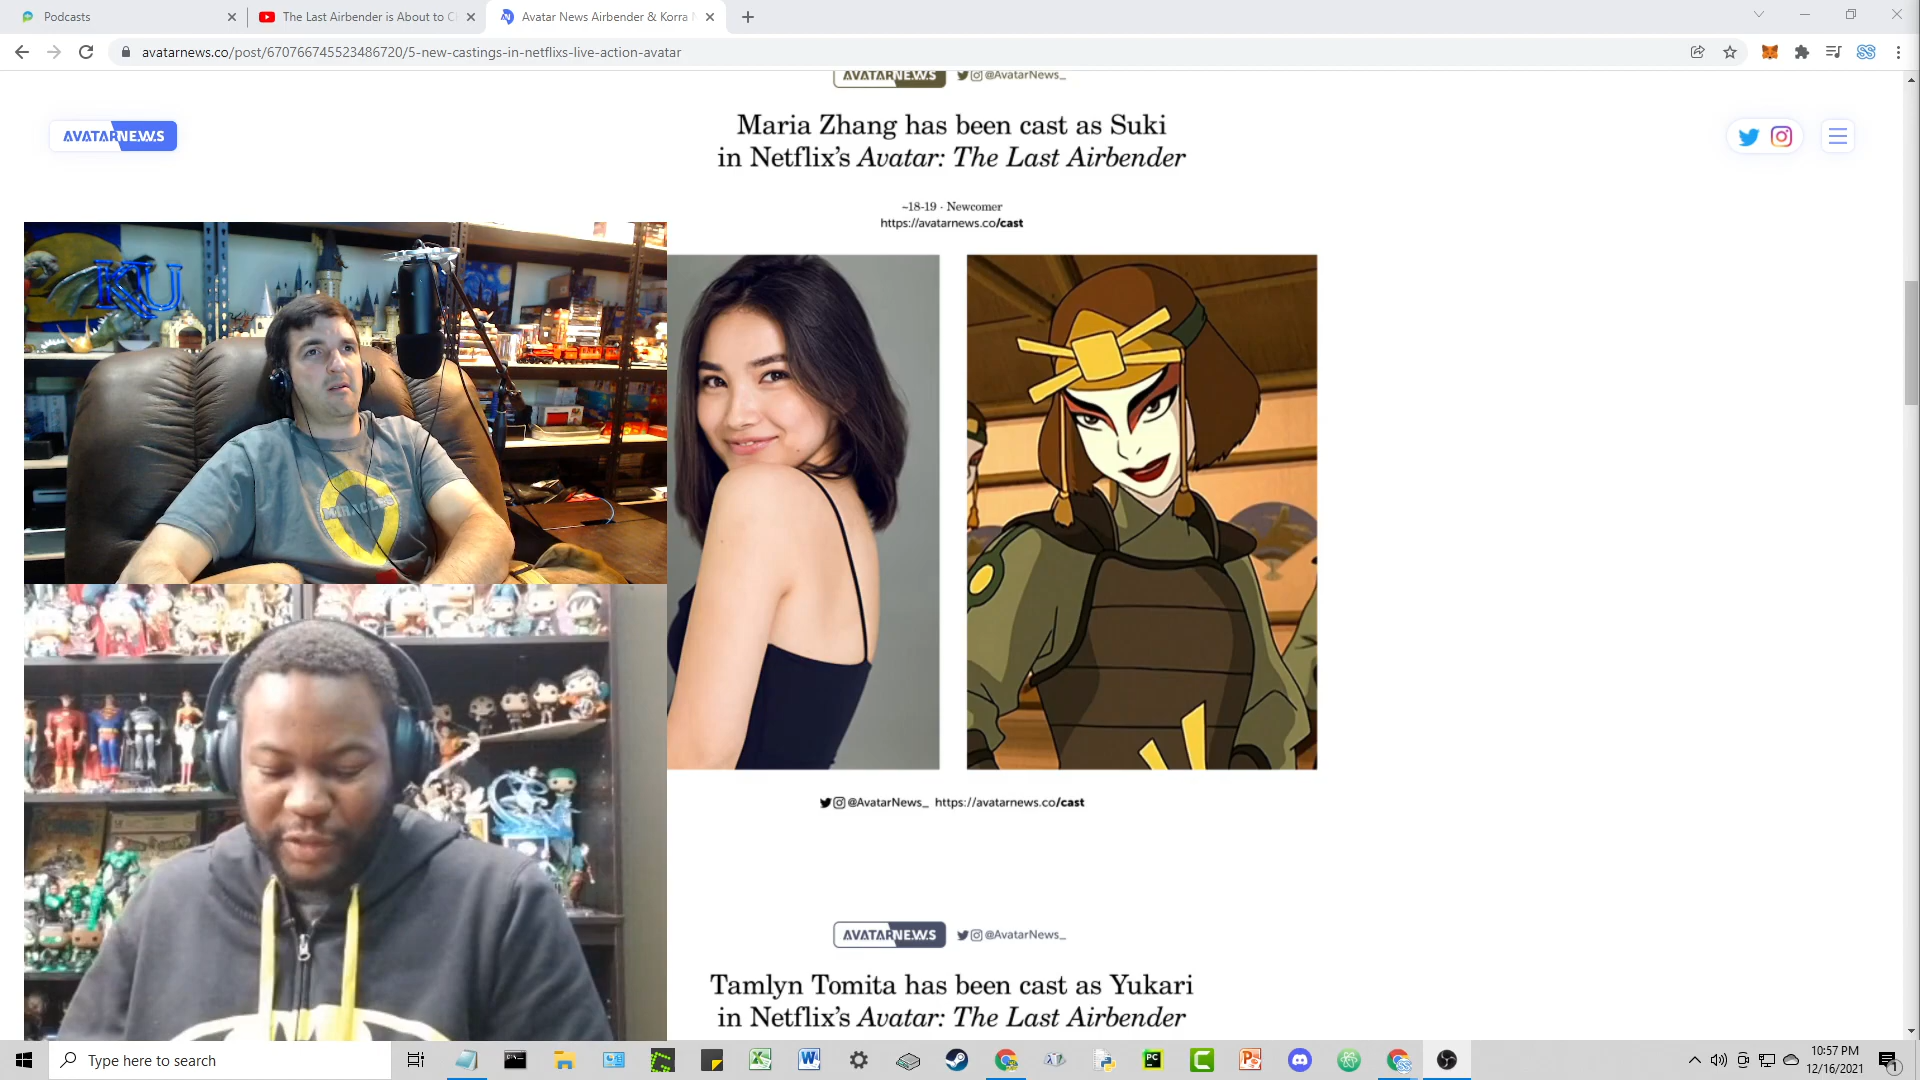 Podcasts
The Last Airbender is About to C
Avatar News Airbender & Korra N
avatarnews.co/post/670766745523486720/5-new-castings-in-netflixs-live-action-avatar
AVATARNEWS @AvatarNews_
AVATARNEWS
Maria Zhang has been cast as Suki
in Netflix's Avatar: The Last Airbender
~18-19 · Newcomer
https://avatarnews.co/cast
KU
MIRACLES
@AvatarNews_ https://avatarnews.co/cast
AVATARNEWS @AvatarNews_
Tamlyn Tomita has been cast as Yukari
in Netflix's Avatar: The Last Airbender
Type here to search
10:57 PM
12/16/2021